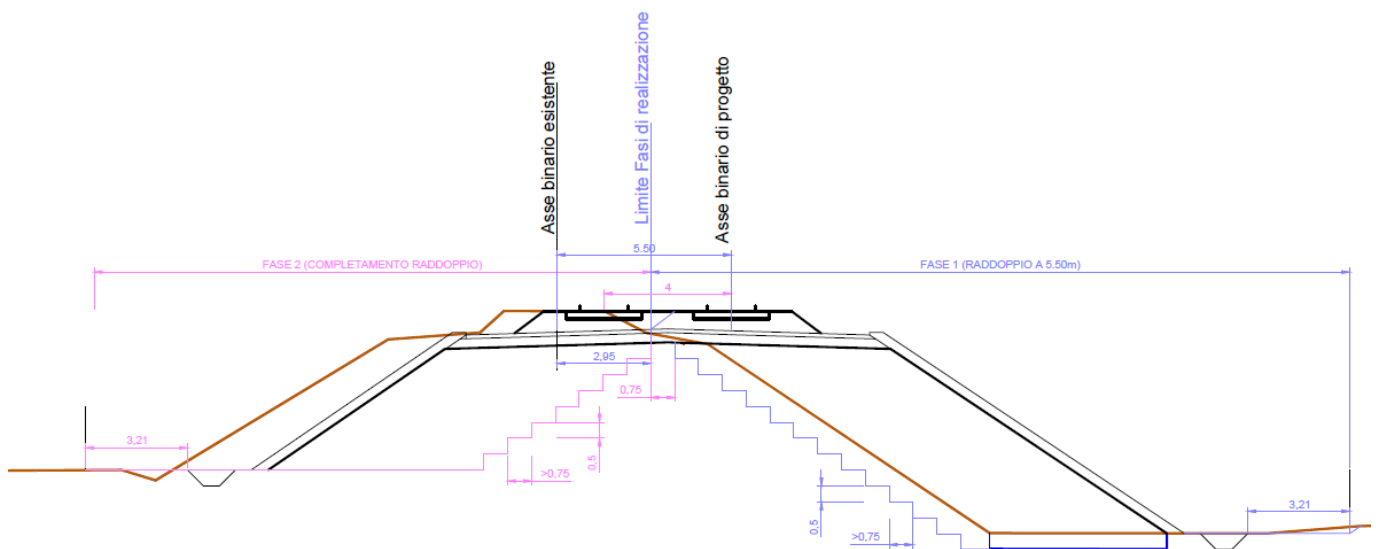 Asse binario esistente
Limite Fasi di realizzazione
Asse binario di progetto
5.50
FASE 2 (COMPLETAMENTO RADDOPPIO)
FASE 1 (RADDOPPIO A 5.50m)
4
2,95
0,75
3,21
0,5
>0,75
0,5
>0,75
3,21